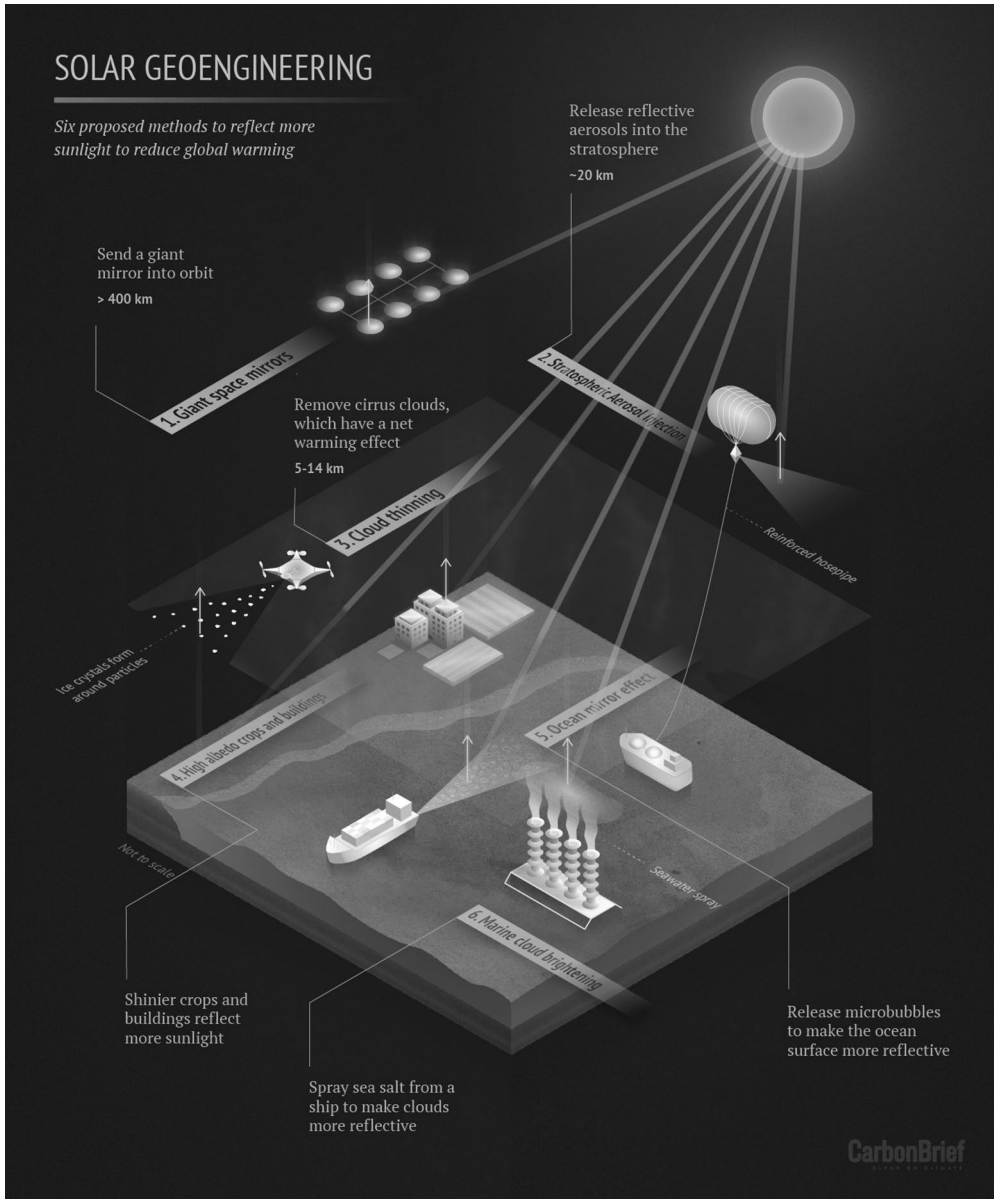 SOLAR GEOENGINEERING
Six proposed methods to reflect more
sunlight to reduce global warming
Release reflective
aerosols into the
stratosphere
~20 km
Send a giant
mirror into orbit
> 400 km
1. Giant space mirrors
2. Stratospheric Aerosol Injection
Remove cirrus clouds,
which have a net
warming effect
5-14 km
3. Cloud thinning
Reinforced hosepipe
Ice crystals form
around particles
4. High albedo crops and buildings
5. Ocean mirror effect
Not to scale
Seawater spray
6. Marine cloud brightening
Shinier crops and
buildings reflect
more sunlight
Release microbubbles
to make the ocean
surface more reflective
Spray sea salt from a
ship to make clouds
more reflective
CarbonBrief
CLEAR ON CLIMATE